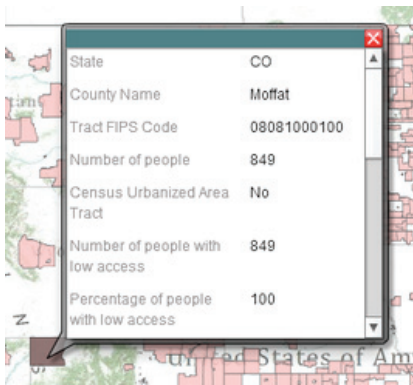 State CO
County Name Moffat
Tract FIPS Code 08081000100
Number of people 849
Census Urbanized Area No
Tract
Number of people with 849
low access
Percentage of people 100
with low access
United States of Am